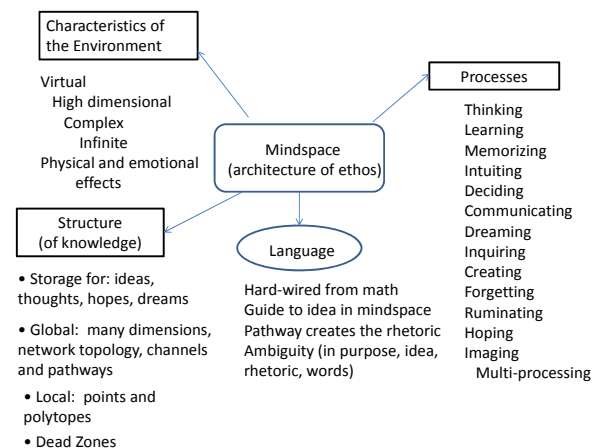 Characteristics of
the Environment
Virtual
High dimensional
Complex
Infinite
Physical and emotional
effects
Mindspace
(architecture of ethos)
Processes
Thinking
Learning
Memorizing
Intuiting
Deciding
Communicating
Dreaming
Inquiring
Creating
Forgetting
Ruminating
Hoping
Imaging
Multi-processing
Structure
(of knowledge)
• Storage for: ideas,
thoughts, hopes, dreams
• Global: many dimensions,
network topology, channels
and pathways
• Local: points and
polytopes
• Dead Zones
Language
Hard-wired from math
Guide to idea in mindspace
Pathway creates the rhetoric
Ambiguity (in purpose, idea,
rhetoric, words)